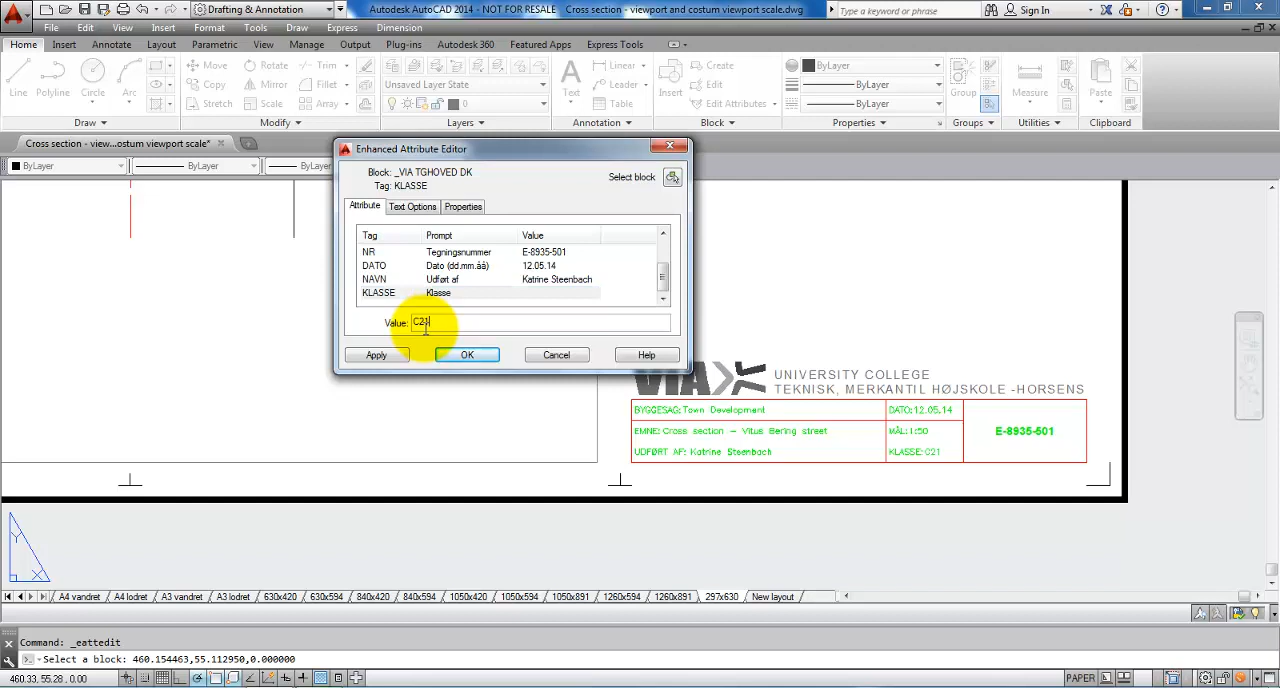 Drafting & Annotation
Autodesk AutoCAD 2014 - NOT FOR RESALE Cross section - viewport and costum viewport scale.dwg
Type a keyword or phrase
Sign In
File Edit View Insert Format Tools Draw Express Dimension
Home Insert Annotate Layout Parametric View Manage Output Plug-ins Autodesk 360 Featured Apps Express Tools
Line Polyline Circle Arc
Move Rotate Trim
Copy Mirror Fillet
Stretch Scale Array
Unsaved Layer State
0
Text
Linear
Leader
Table
Insert
Create
Edit
Edit Attributes
ByLayer
ByLayer
ByLayer
Group
Measure
Paste
Draw Modify Layers Annotation Block Properties Groups Utilities Clipboard
Cross section - view...ostum viewport scale*
ByLayer ByLayer ByLayer
Enhanced Attribute Editor
Block: _VIA TGHOVED DK
Tag: KLASSE
Select block
Attribute Text Options Properties
Tag Prompt Value
NR Tegningsnummer E-8935-501
DATO Dato (dd.mm.åå) 12.05.14
NAVN Udført af Katrine Steenbach
KLASSE Klasse
Value: C21
Apply OK Cancel Help
VIA UNIVERSITY COLLEGE
TEKNISK, MERKANTIL HØJSKOLE -HORSENS
BYGGESAG: Town Development DATO: 12.05.14
EMNE: Cross section - Vitus Bering street MÅL: 1:50 E-8935-501
UDFØRT AF: Katrine Steenbach KLASSE: C21
Y
X
A4 vandret A4 lodret A3 vandret A3 lodret 630x420 630x594 840x420 840x594 1050x420 1050x594 1050x891 1260x594 1260x891 297x630 New layout
Command: _eattedit
Select a block: 460.154463,55.112950,0.000000
460.33, 55.28 , 0.00
PAPER